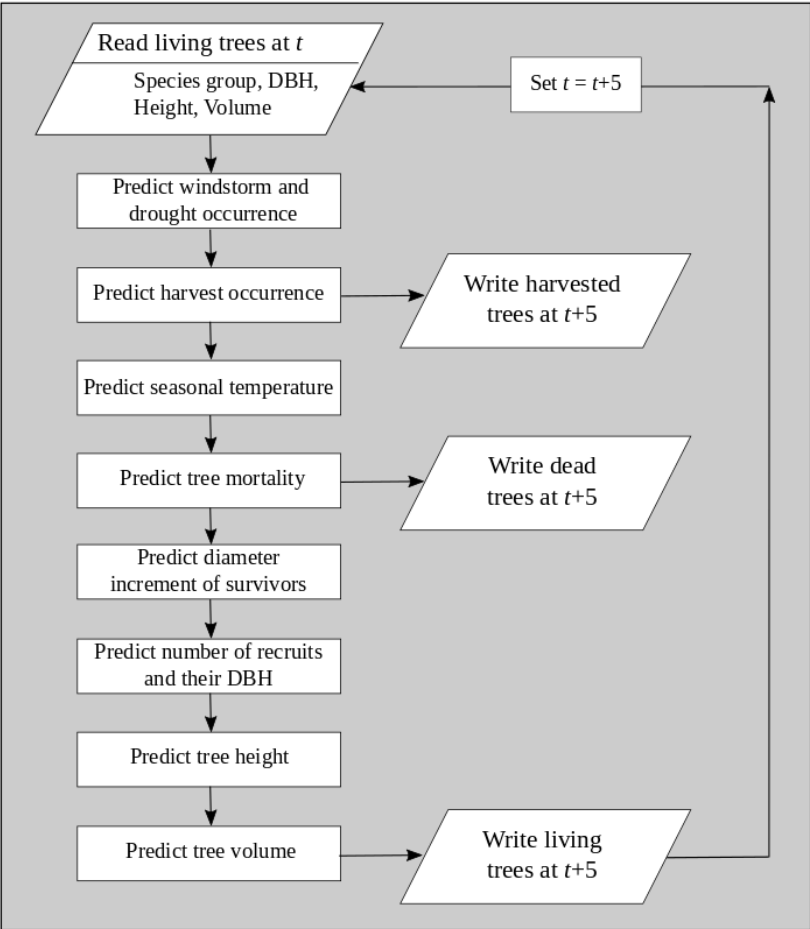 Read living trees at t
Species group, DBH,
Height, Volume
Set t = t+5
Predict windstorm and
drought occurrence
Predict harvest occurrence
Write harvested
trees at t+5
Predict seasonal temperature
Predict tree mortality
Write dead
trees at t+5
Predict diameter
increment of survivors
Predict number of recruits
and their DBH
Predict tree height
Predict tree volume
Write living
trees at t+5